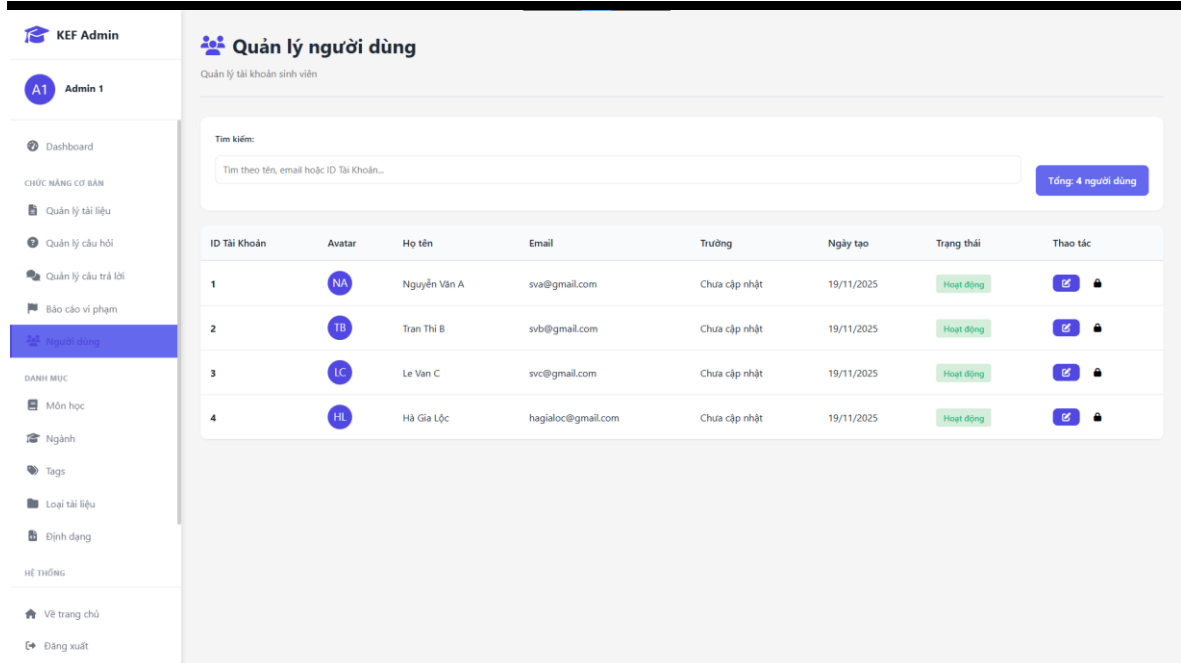 KEF Admin
A1 Admin 1
Dashboard
CHỨC NĂNG CƠ BẢN
Quản lý tài liệu
Quản lý câu hỏi
Quản lý câu trả lời
Báo cáo vi phạm
Người dùng
DANH MỤC
Môn học
Ngành
Tags
Loại tài liệu
Định dạng
HỆ THỐNG
Về trang chủ
Đăng xuất
Quản lý người dùng
Quản lý tài khoản sinh viên
Tìm kiếm:
Tìm theo tên, email hoặc ID Tài Khoản...
Tổng: 4 người dùng
ID Tài Khoản Avatar Họ tên Email Trường Ngày tạo Trạng thái Thao tác
1 NA Nguyễn Văn A sva@gmail.com Chưa cập nhật 19/11/2025 Hoạt động
2 TB Tran Thi B svb@gmail.com Chưa cập nhật 19/11/2025 Hoạt động
3 LC Le Van C svc@gmail.com Chưa cập nhật 19/11/2025 Hoạt động
4 HL Hà Gia Lộc hagialoc@gmail.com Chưa cập nhật 19/11/2025 Hoạt động